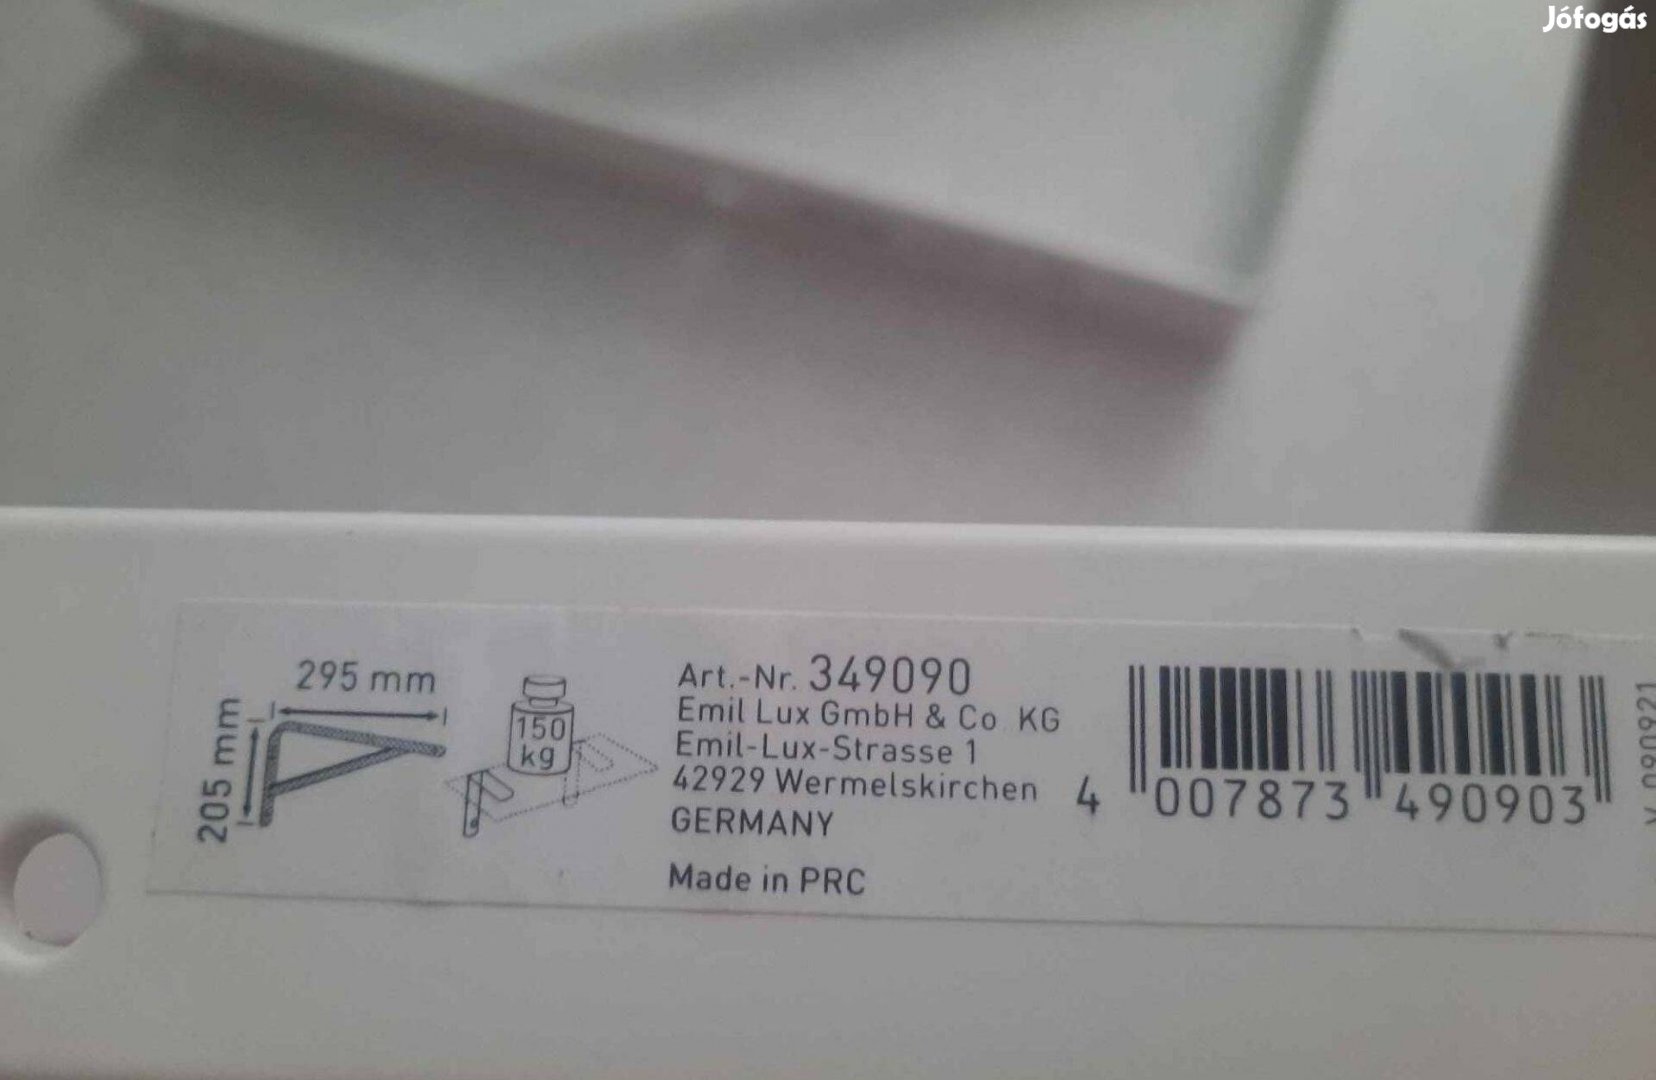 Jófogás
295 mm
205 mm
150
kg
Art.-Nr. 349090
Emil Lux GmbH & Co. KG
Emil-Lux-Strasse 1
42929 Wermelskirchen
GERMANY
Made in PRC
4 007873 490903
V 090921